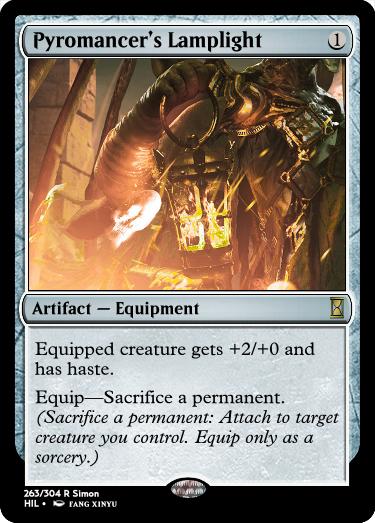 Pyromancer's Lamplight 1
Artifact — Equipment
Equipped creature gets +2/+0 and
has haste.
Equip—Sacrifice a permanent.
(Sacrifice a permanent: Attach to target
creature you control. Equip only as a
sorcery.)
263/304 R Simon
HIL • FANG XINYU